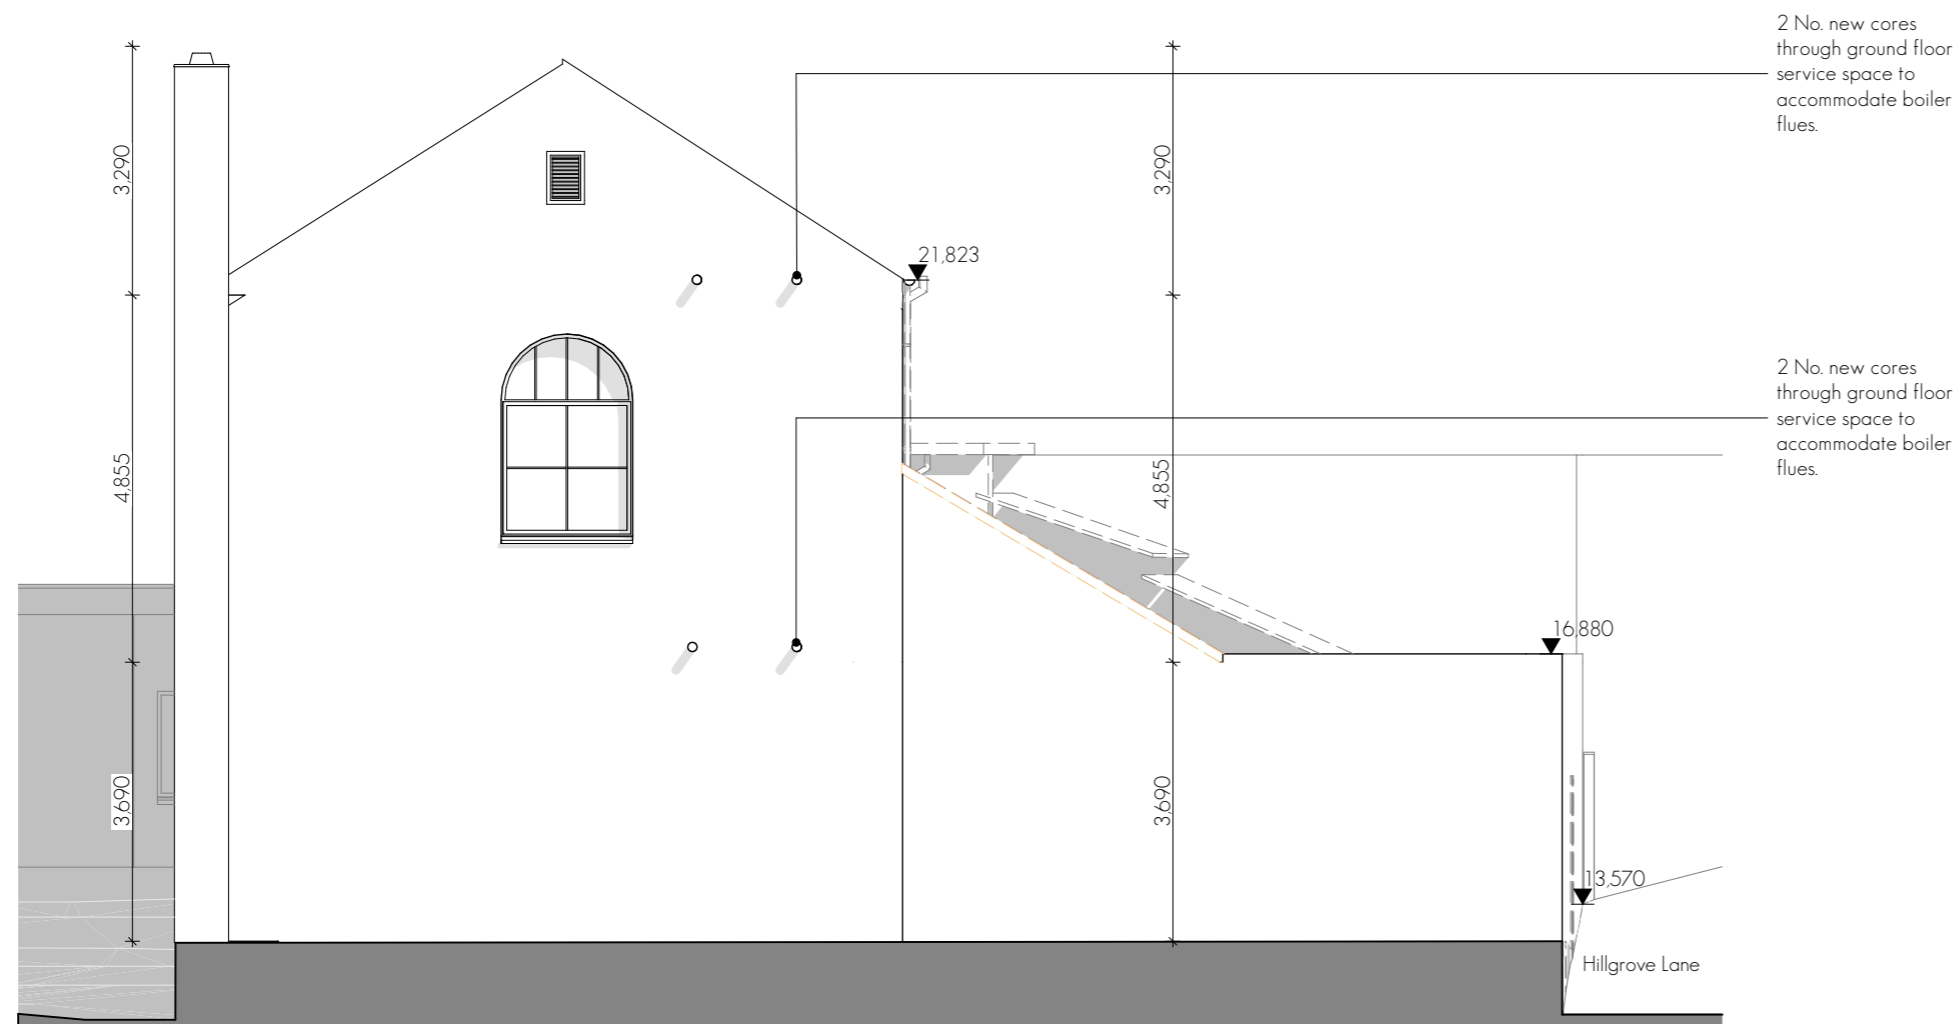 2 No. new cores
through ground floor
service space to
accommodate boiler
flues.
3,290
3,290
21,823
2 No. new cores
through ground floor
service space to
accommodate boiler
flues.
4,855
4,855
16,880
3,690
3,690
13,570
Hillgrove Lane